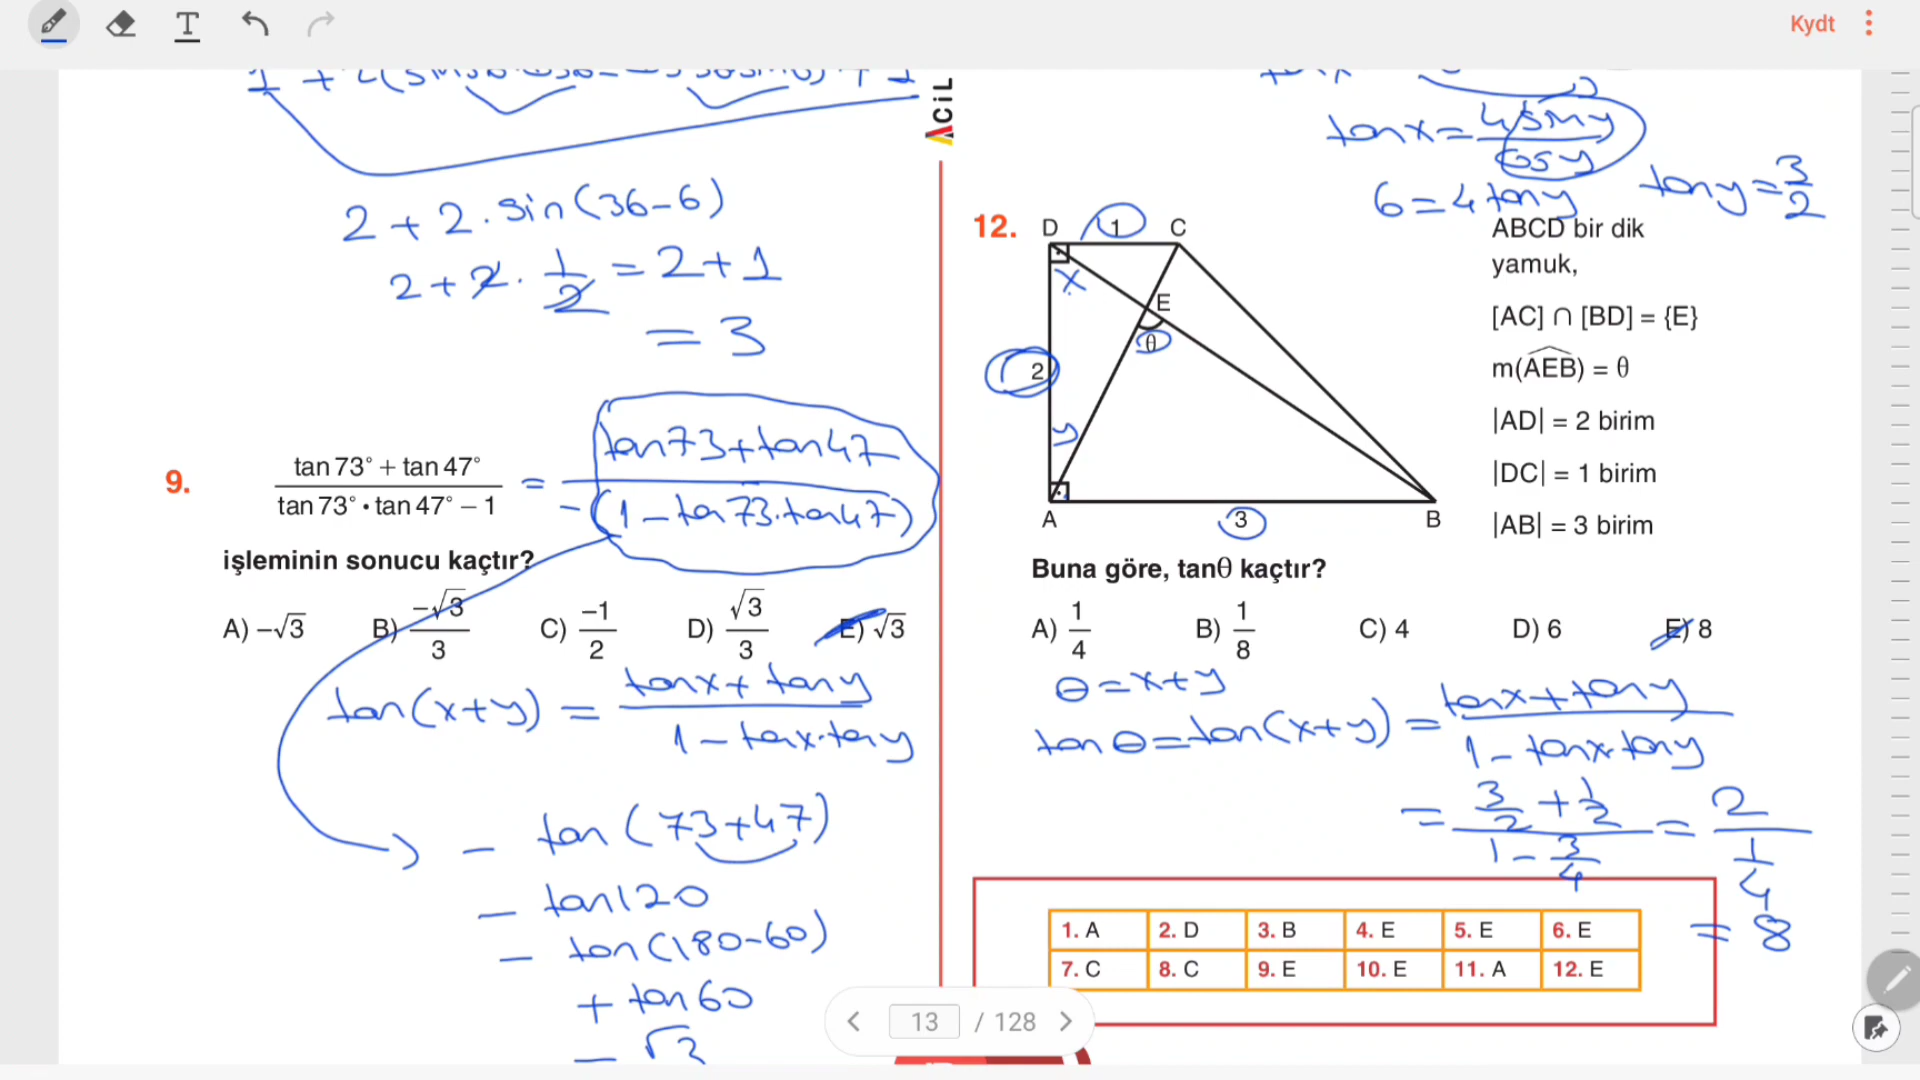 T
Kydt
ACiL
2 + 2 . sin(36-6)
2 + 2 . 1/2 = 2 + 1
= 3
9. tan 73° + tan 47° / tan 73° • tan 47° – 1 = tan73+tan47 / -(1-tan73.tan47)
işleminin sonucu kaçtır?
A) –√3 B) –√3/3 C) –1/2 D) √3/3 E) √3
tan(x+y) = tanx+tany / 1-tanx.tany
- tan(73+47)
- tan120
- tan(180-60)
+ tan60
tanx = 4siny / cosy
6=4tany tany=3/2
12. D 1 C
x
E
θ
2
y
A 3 B
ABCD bir dik
yamuk,
[AC] ∩ [BD] = {E}
m(AEB) = θ
|AD| = 2 birim
|DC| = 1 birim
|AB| = 3 birim
Buna göre, tanθ kaçtır?
A) 1/4 B) 1/8 C) 4 D) 6 E) 8
θ=x+y
tanθ=tan(x+y) = tanx+tany / 1-tanx.tany
= 3/2 + 1/2 / 1 - 3/4 = 2 / 1/4
= 8
1. A 2. D 3. B 4. E 5. E 6. E
7. C 8. C 9. E 10. E 11. A 12. E
13 / 128